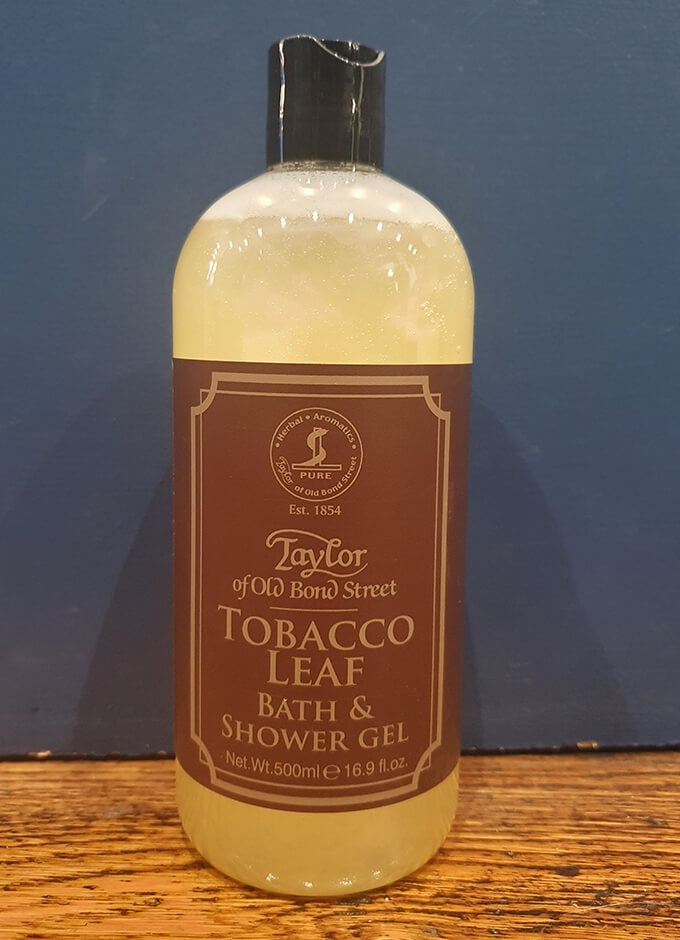 Herbal • Aromatics
PURE
Taylor of Old Bond Street
Est. 1854
Taylor
of Old Bond Street
TOBACCO
LEAF
BATH &
SHOWER GEL
Net.Wt.500ml ℮ 16.9 fl.oz.